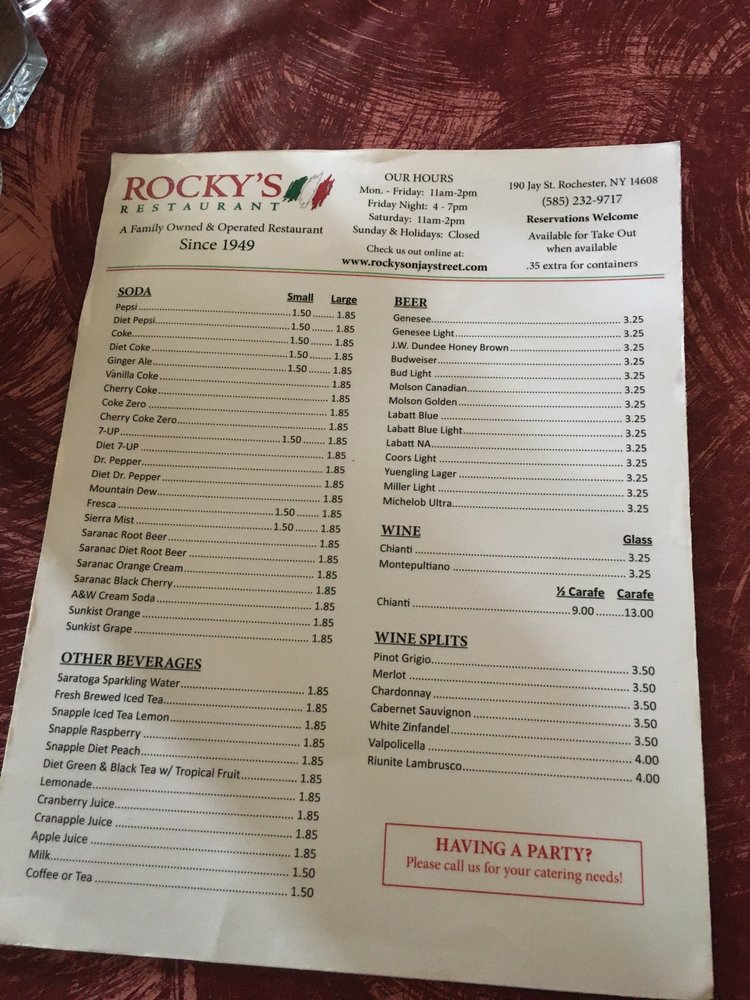 ROCKY'S
RESTAURANT
A Family Owned & Operated Restaurant
Since 1949
OUR HOURS
Mon. - Friday: 11am-2pm
Friday Night: 4 - 7pm
Saturday: 11am-2pm
Sunday & Holidays: Closed
Check us out online at:
www.rockysonjaystreet.com
190 Jay St. Rochester, NY 14608
(585) 232-9717
Reservations Welcome
Available for Take Out
when available
.35 extra for containers
SODA Small Large
Pepsi 1.50 1.85
Diet Pepsi 1.50 1.85
Coke 1.50 1.85
Diet Coke 1.50 1.85
Ginger Ale 1.50 1.85
Vanilla Coke 1.85
Cherry Coke 1.85
Coke Zero 1.85
Cherry Coke Zero 1.85
7-UP 1.50 1.85
Diet 7-UP 1.85
Dr. Pepper 1.85
Diet Dr. Pepper 1.85
Mountain Dew 1.85
Fresca 1.50 1.85
Sierra Mist 1.50 1.85
Saranac Root Beer 1.85
Saranac Diet Root Beer 1.85
Saranac Orange Cream 1.85
Saranac Black Cherry 1.85
A&W Cream Soda 1.85
Sunkist Orange 1.85
Sunkist Grape 1.85
OTHER BEVERAGES
Saratoga Sparkling Water 1.85
Fresh Brewed Iced Tea 1.85
Snapple Iced Tea Lemon 1.85
Snapple Raspberry 1.85
Snapple Diet Peach 1.85
Diet Green & Black Tea w/ Tropical Fruit 1.85
Lemonade 1.85
Cranberry Juice 1.85
Cranapple Juice 1.85
Apple Juice 1.85
Milk 1.50
Coffee or Tea 1.50
BEER
Genesee 3.25
Genesee Light 3.25
J.W. Dundee Honey Brown 3.25
Budweiser 3.25
Bud Light 3.25
Molson Canadian 3.25
Molson Golden 3.25
Labatt Blue 3.25
Labatt Blue Light 3.25
Labatt NA 3.25
Coors Light 3.25
Yuengling Lager 3.25
Miller Light 3.25
Michelob Ultra 3.25
WINE Glass
Chianti 3.25
Montepultiano 3.25
½ Carafe Carafe
Chianti 9.00 13.00
WINE SPLITS
Pinot Grigio 3.50
Merlot 3.50
Chardonnay 3.50
Cabernet Sauvignon 3.50
White Zinfandel 3.50
Valpolicella 4.00
Riunite Lambrusco 4.00
HAVING A PARTY?
Please call us for your catering needs!